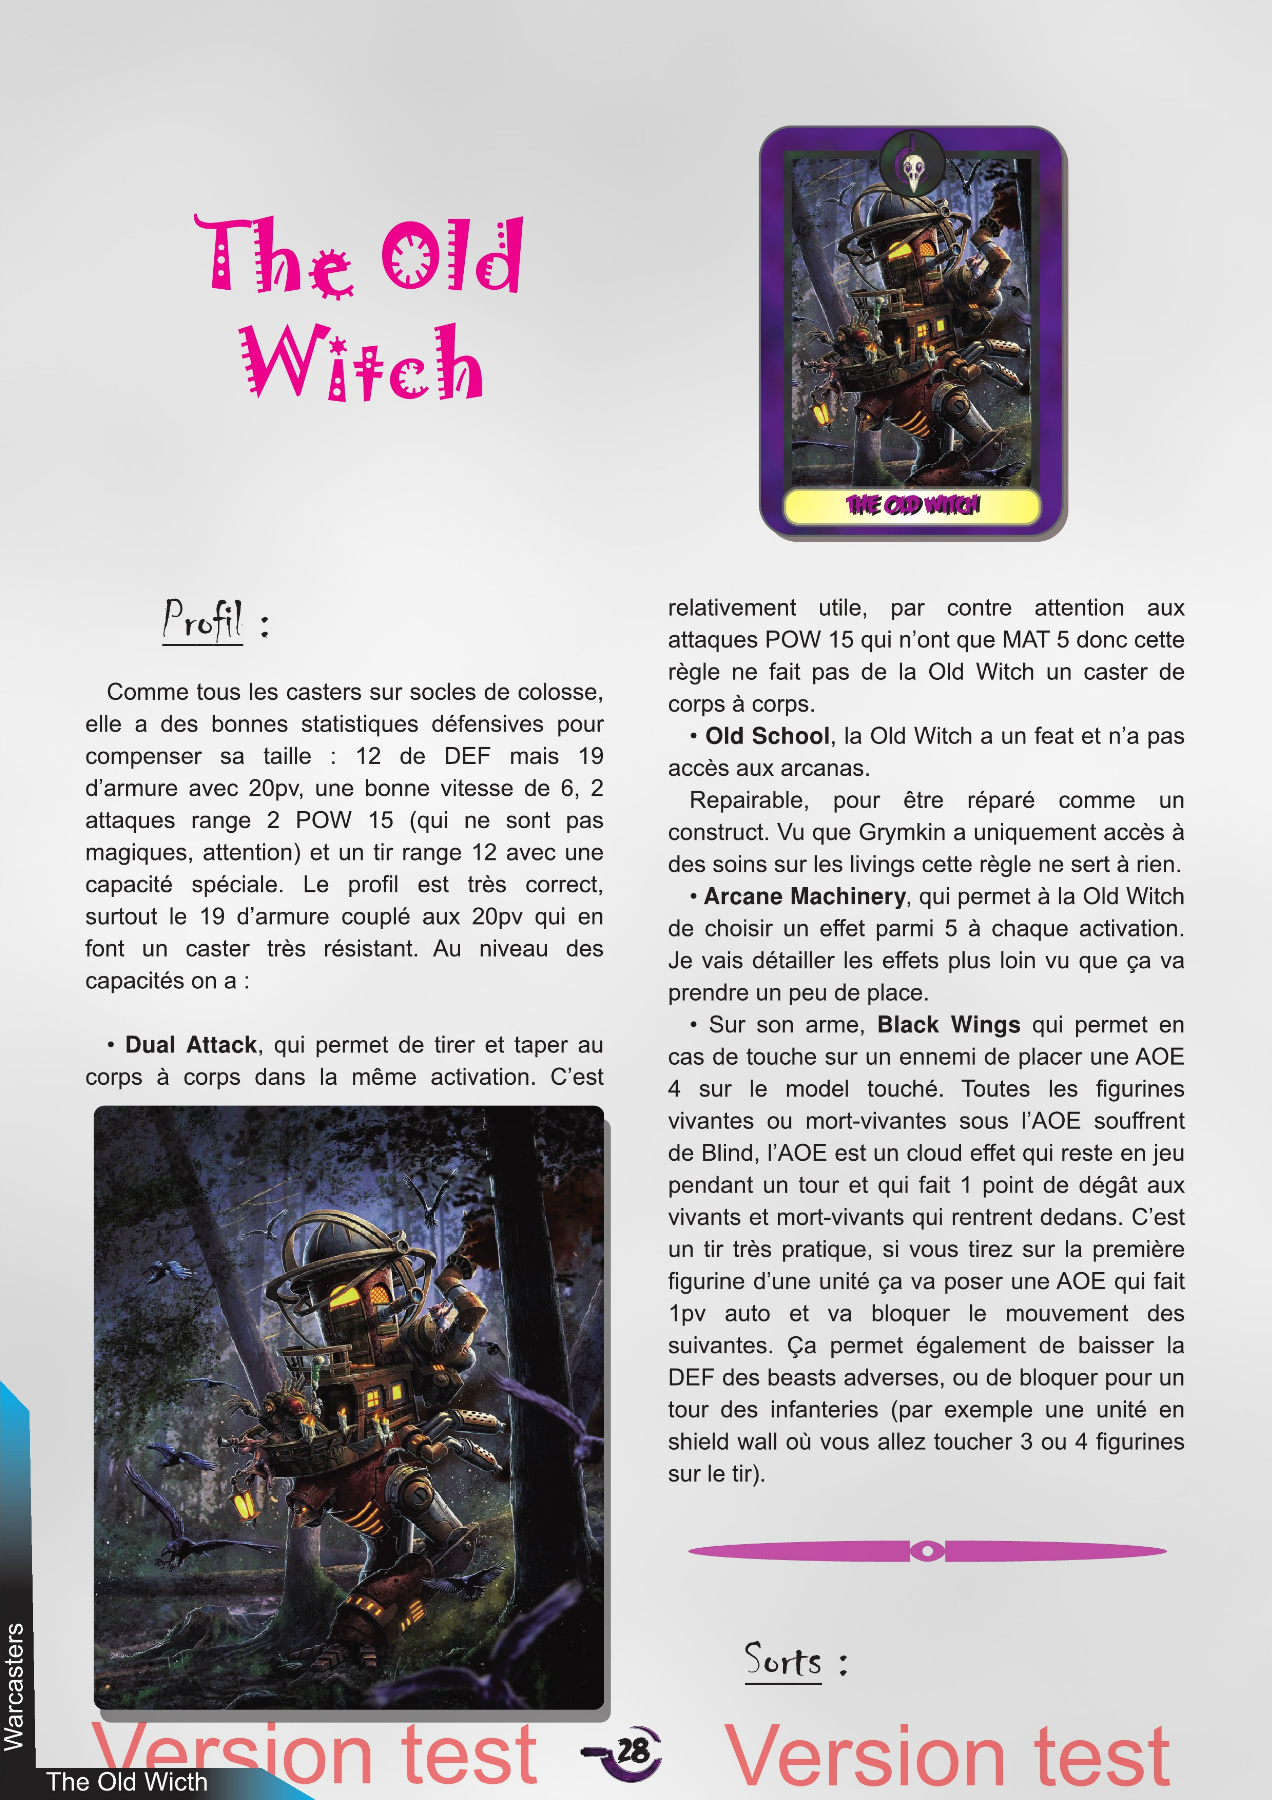 The Old
Witch
THE OLD WITCH
Profil :
Comme tous les casters sur socles de colosse,
elle a des bonnes statistiques défensives pour
compenser sa taille : 12 de DEF mais 19
d’armure avec 20pv, une bonne vitesse de 6, 2
attaques range 2 POW 15 (qui ne sont pas
magiques, attention) et un tir range 12 avec une
capacité spéciale. Le profil est très correct,
surtout le 19 d’armure couplé aux 20pv qui en
font un caster très résistant. Au niveau des
capacités on a :
• Dual Attack, qui permet de tirer et taper au
corps à corps dans la même activation. C’est
relativement utile, par contre attention aux
attaques POW 15 qui n’ont que MAT 5 donc cette
règle ne fait pas de la Old Witch un caster de
corps à corps.
• Old School, la Old Witch a un feat et n’a pas
accès aux arcanas.
Repairable, pour être réparé comme un
construct. Vu que Grymkin a uniquement accès à
des soins sur les livings cette règle ne sert à rien.
• Arcane Machinery, qui permet à la Old Witch
de choisir un effet parmi 5 à chaque activation.
Je vais détailler les effets plus loin vu que ça va
prendre un peu de place.
• Sur son arme, Black Wings qui permet en
cas de touche sur un ennemi de placer une AOE
4 sur le model touché. Toutes les figurines
vivantes ou mort-vivantes sous l’AOE souffrent
de Blind, l’AOE est un cloud effet qui reste en jeu
pendant un tour et qui fait 1 point de dégât aux
vivants et mort-vivants qui rentrent dedans. C’est
un tir très pratique, si vous tirez sur la première
figurine d’une unité ça va poser une AOE qui fait
1pv auto et va bloquer le mouvement des
suivantes. Ça permet également de baisser la
DEF des beasts adverses, ou de bloquer pour un
tour des infanteries (par exemple une unité en
shield wall où vous allez toucher 3 ou 4 figurines
sur le tir).
Sorts :
Warcasters
The Old Wicth
Version test
28
Version test